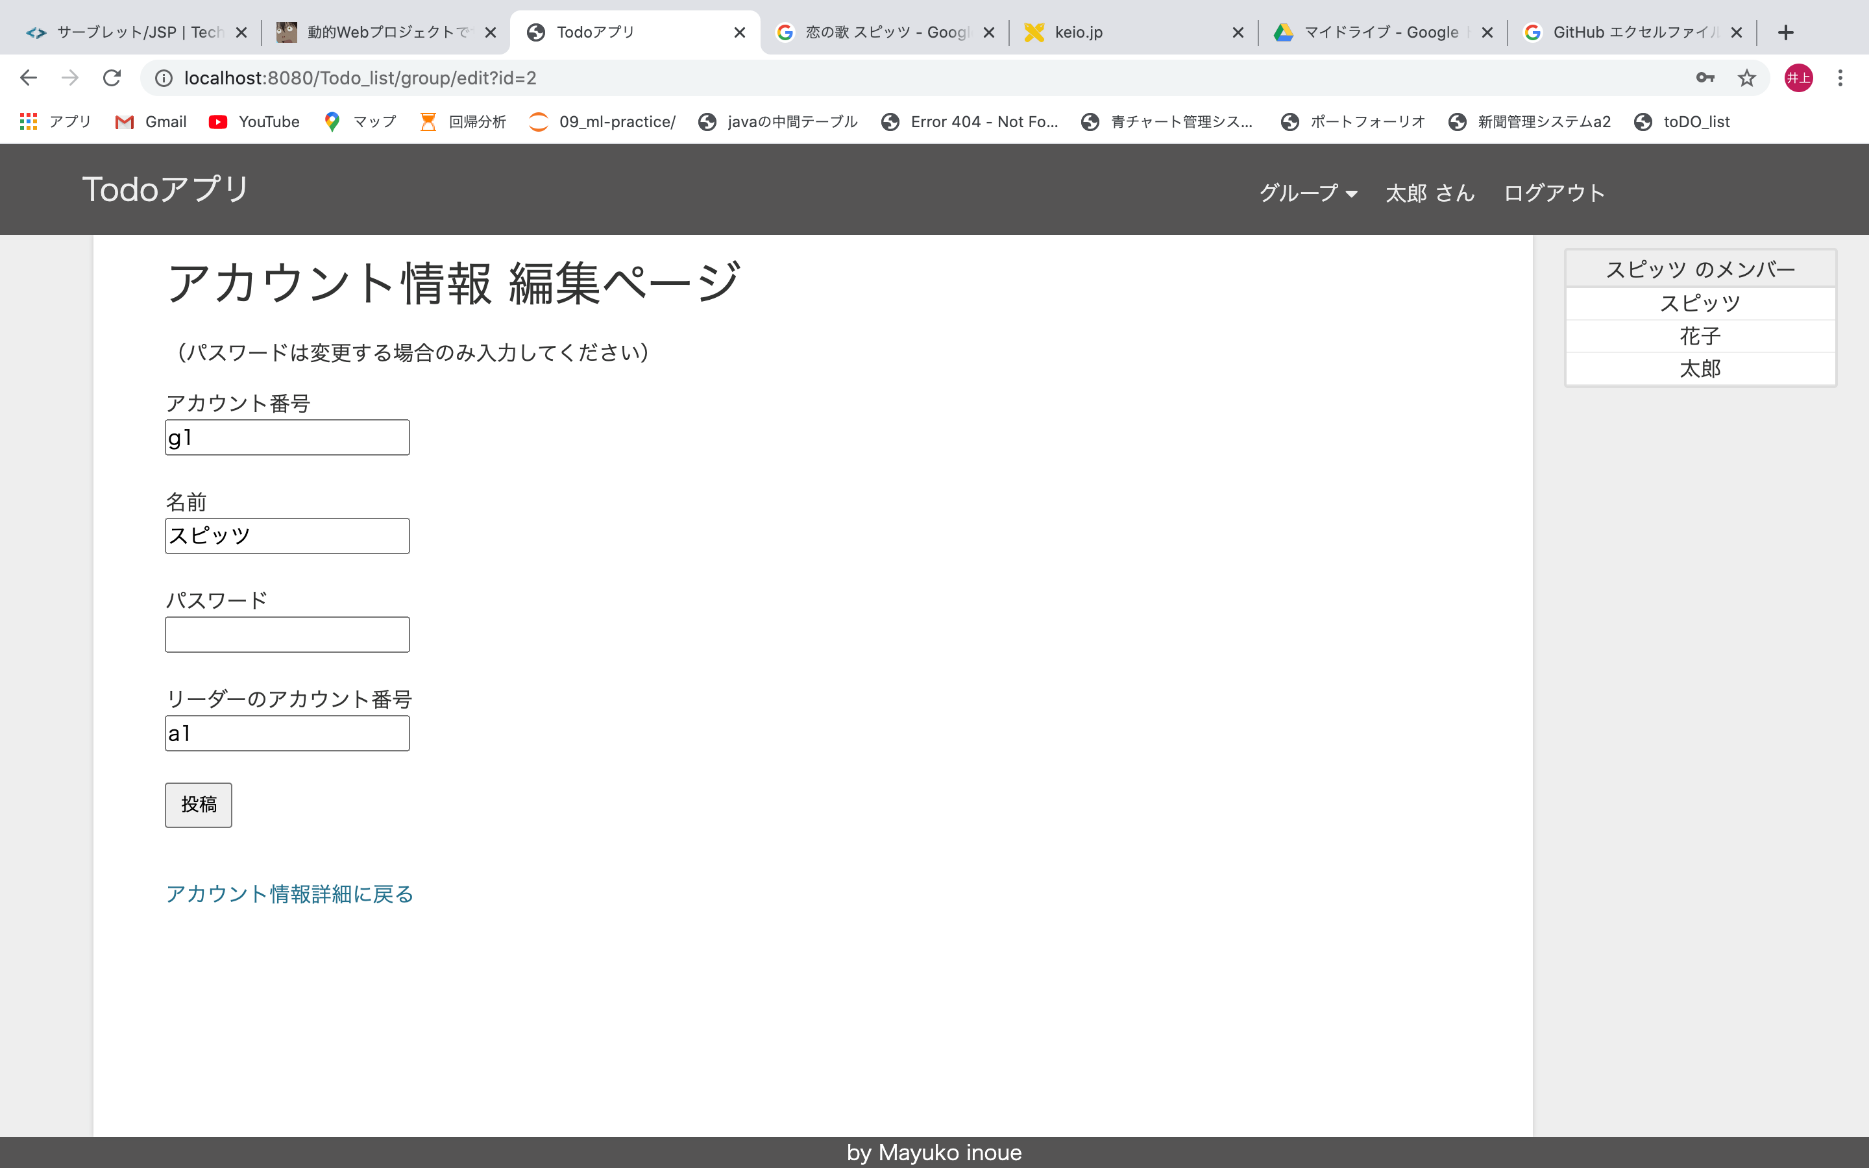 サーブレット/JSP | Tech
動的Webプロジェクトで
Todoアプリ
恋の歌 スピッツ - Googl
keio.jp
マイドライブ - Google
GitHub エクセルファイル
localhost:8080/Todo_list/group/edit?id=2
井上
アプリ
Gmail
YouTube
マップ
回帰分析
09_ml-practice/
javaの中間テーブル
Error 404 - Not Fo...
青チャート管理シス...
ポートフォーリオ
新聞管理システムa2
toDO_list
Todoアプリ
グループ
太郎 さん
ログアウト
アカウント情報 編集ページ
（パスワードは変更する場合のみ入力してください）
アカウント番号
g1
名前
スピッツ
パスワード
リーダーのアカウント番号
a1
投稿
アカウント情報詳細に戻る
スピッツ のメンバー
スピッツ
花子
太郎
by Mayuko inoue